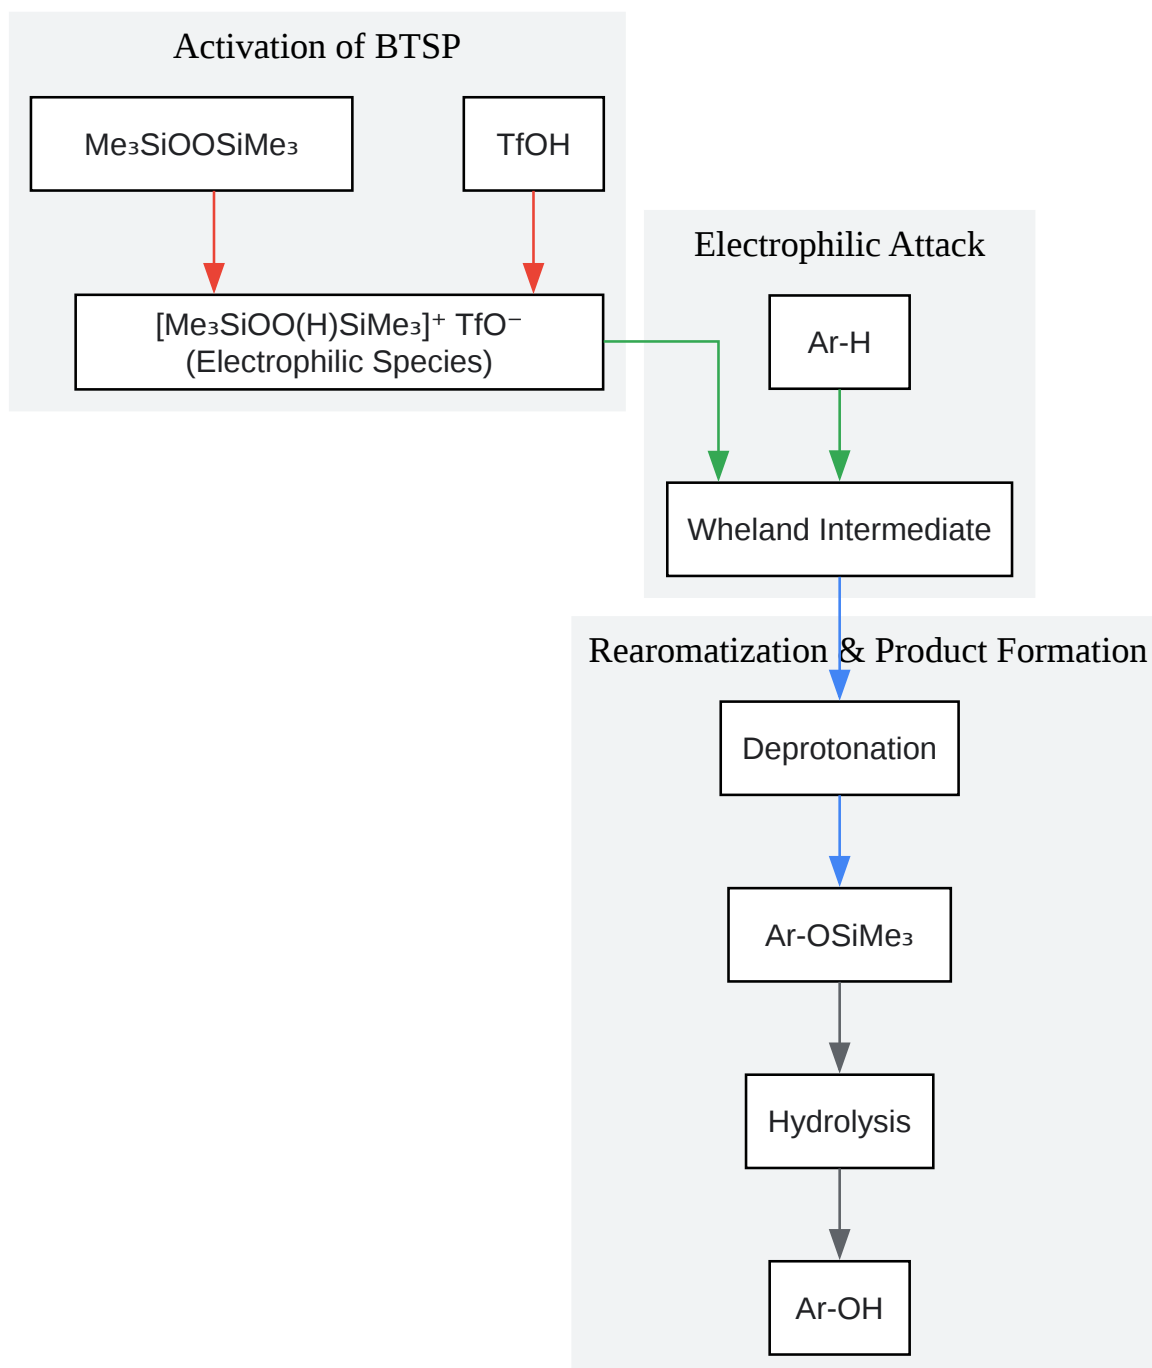 Activation of BTSP
Me₃SiOOSiMe₃
TfOH
[Me₃SiOO(H)SiMe₃]⁺ TfO⁻
(Electrophilic Species)
Electrophilic Attack
Ar-H
Wheland Intermediate
Rearomatization & Product Formation
Deprotonation
Ar-OSiMe₃
Hydrolysis
Ar-OH